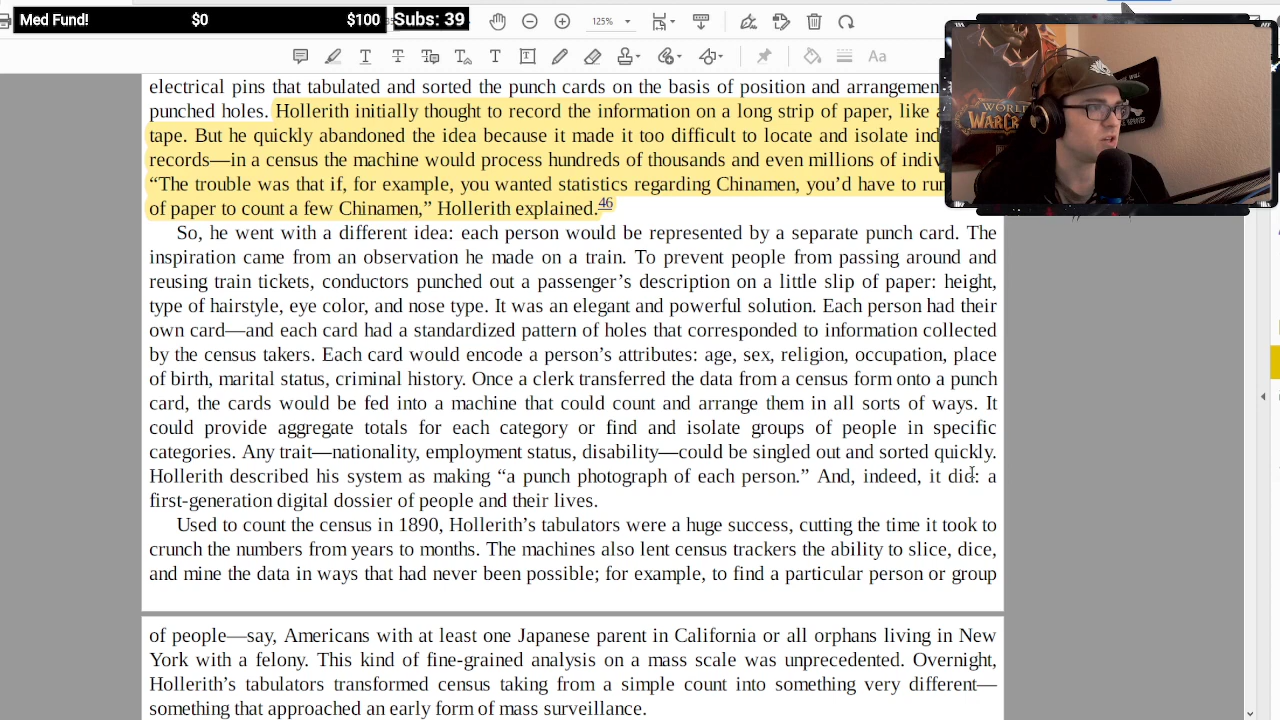 Med Fund! $0 $100 Subs: 39
125%
Aa
electrical pins that tabulated and sorted the punch cards on the basis of position and
punched holes. Hollerith initially thought to record the information on a long strip of paper, like
tape. But he quickly abandoned the idea because it made it too difficult to locate and isolate
records—in a census the machine would process hundreds of thousands and even millions of
“The trouble was that if, for example, you wanted statistics regarding Chinamen, you’d have to
of paper to count a few Chinamen,” Hollerith explained.46
So, he went with a different idea: each person would be represented by a separate punch card. The
inspiration came from an observation he made on a train. To prevent people from passing around and
reusing train tickets, conductors punched out a passenger’s description on a little slip of paper: height,
type of hairstyle, eye color, and nose type. It was an elegant and powerful solution. Each person had their
own card—and each card had a standardized pattern of holes that corresponded to information collected
by the census takers. Each card would encode a person’s attributes: age, sex, religion, occupation, place
of birth, marital status, criminal history. Once a clerk transferred the data from a census form onto a punch
card, the cards would be fed into a machine that could count and arrange them in all sorts of ways. It
could provide aggregate totals for each category or find and isolate groups of people in specific
categories. Any trait—nationality, employment status, disability—could be singled out and sorted quickly.
Hollerith described his system as making “a punch photograph of each person.” And, indeed, it did: a
first-generation digital dossier of people and their lives.
Used to count the census in 1890, Hollerith’s tabulators were a huge success, cutting the time it took to
crunch the numbers from years to months. The machines also lent census trackers the ability to slice, dice,
and mine the data in ways that had never been possible; for example, to find a particular person or group
of people—say, Americans with at least one Japanese parent in California or all orphans living in New
York with a felony. This kind of fine-grained analysis on a mass scale was unprecedented. Overnight,
Hollerith’s tabulators transformed census taking from a simple count into something very different—
something that approached an early form of mass surveillance.
WORLD
WARCRAFT